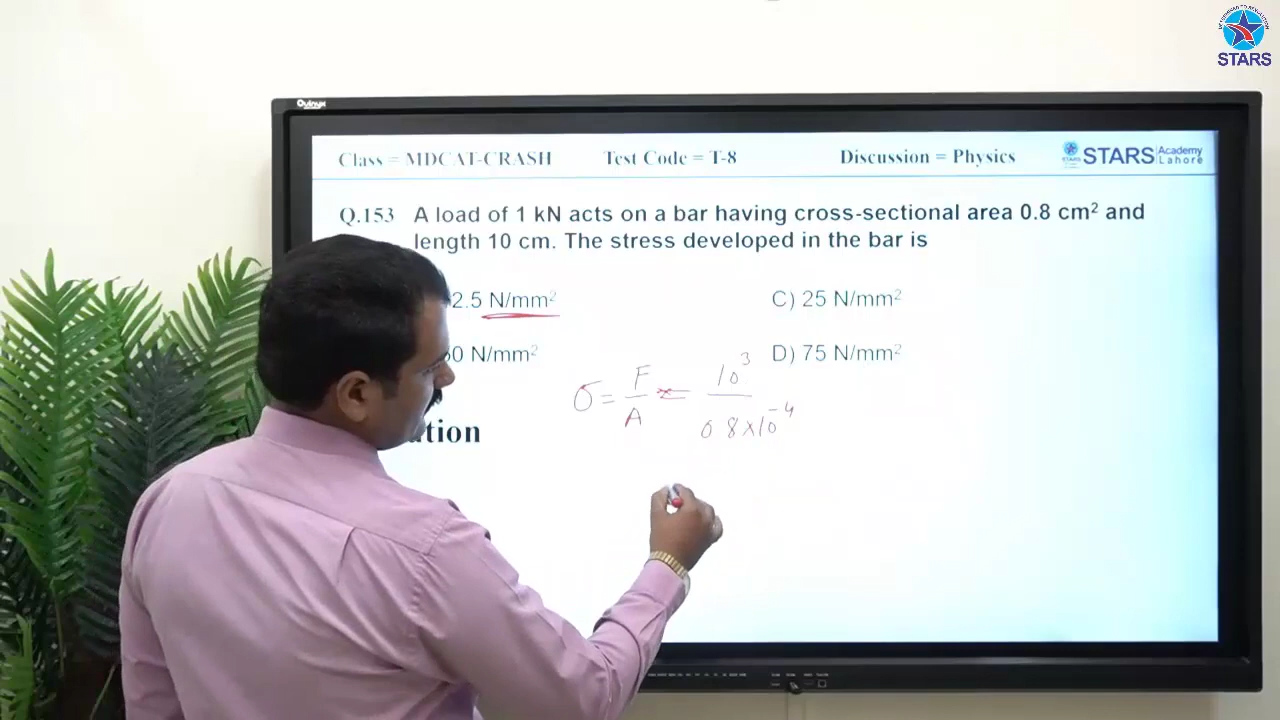 STARS
Class = MDCAT-CRASH Test Code = T-8 Discussion = Physics STARS Academy Lahore
Q.153 A load of 1 kN acts on a bar having cross-sectional area 0.8 cm² and
length 10 cm. The stress developed in the bar is
2.5 N/mm² C) 25 N/mm²
0 N/mm² D) 75 N/mm²
σ = F/A = 10³/0 8×10⁻⁴
tion